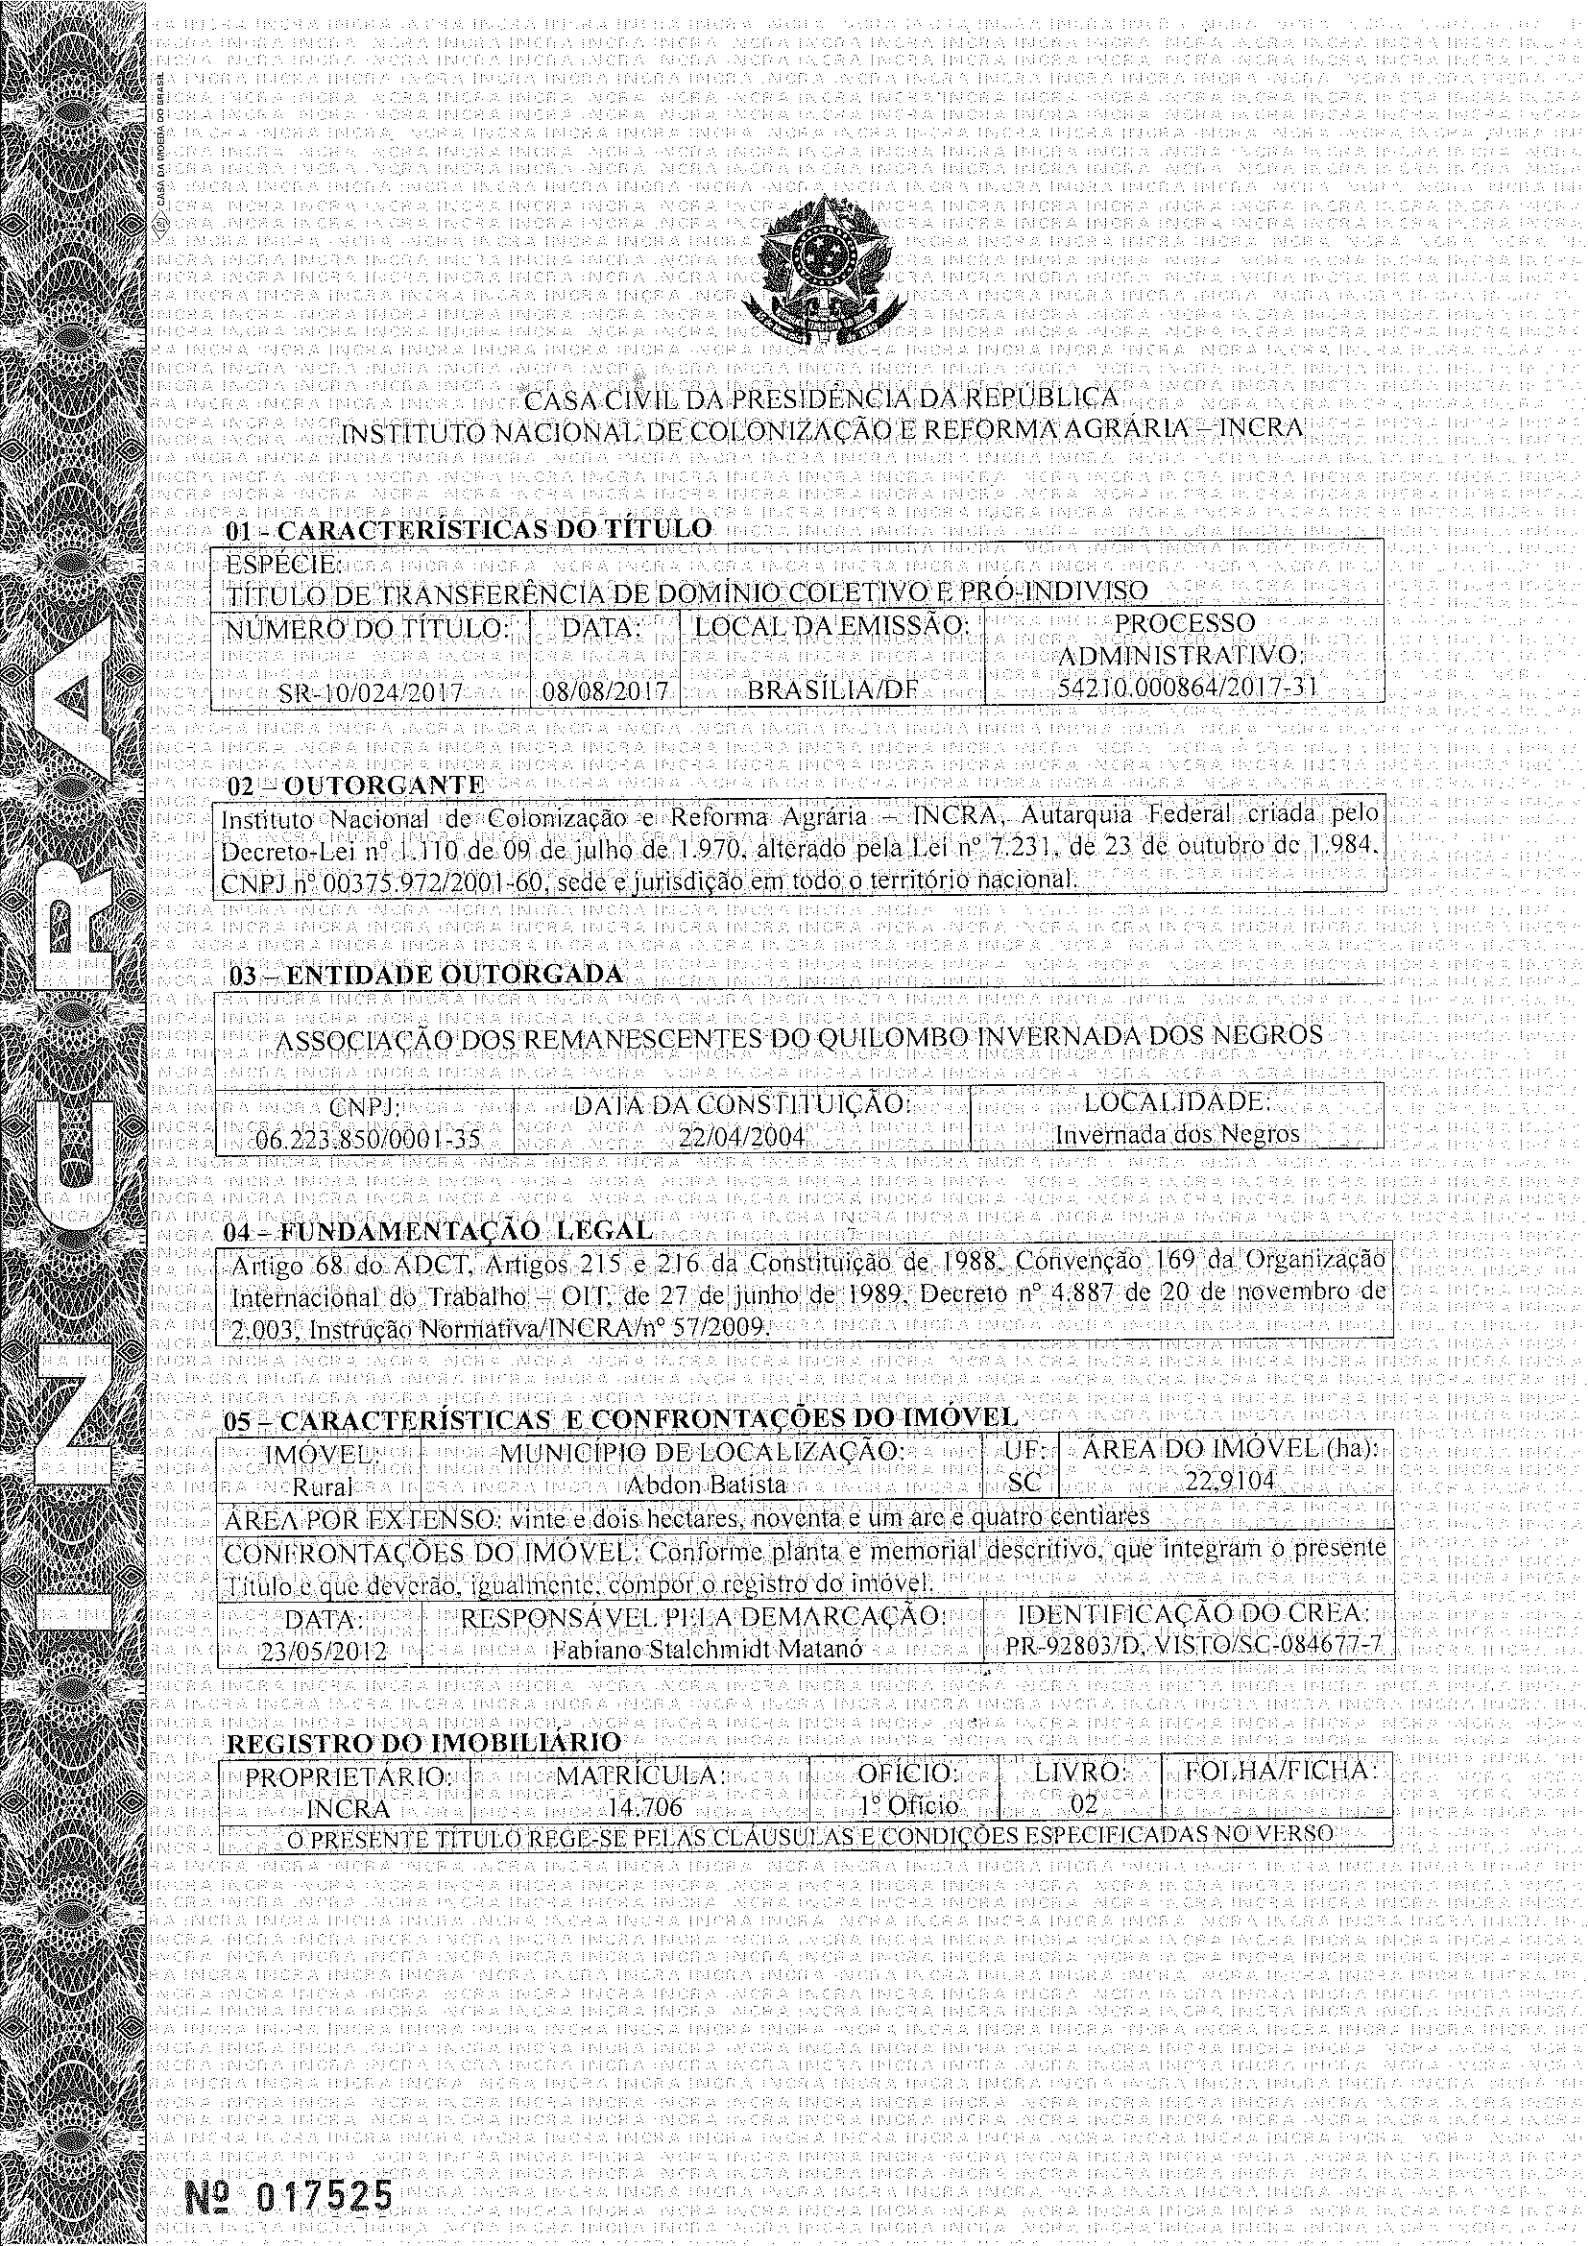 CASA DA MOEDA DO BRASIL
CASA CIVIL DA PRESIDÊNCIA DA REPÚBLICA
INSTITUTO NACIONAL DE COLONIZAÇÃO E REFORMA AGRÁRIA – INCRA
01 - CARACTERÍSTICAS DO TÍTULO
ESPÉCIE:
TÍTULO DE TRANSFERÊNCIA DE DOMÍNIO COLETIVO E PRÓ-INDIVISO
NÚMERO DO TÍTULO: DATA: LOCAL DA EMISSÃO: PROCESSO
ADMINISTRATIVO:
SR-10/024/2017 08/08/2017 BRASÍLIA/DF 54210.000864/2017-31
02 – OUTORGANTE
Instituto Nacional de Colonização e Reforma Agrária – INCRA, Autarquia Federal criada pelo
Decreto-Lei nº 1.110 de 09 de julho de 1.970, alterado pela Lei nº 7.231, de 23 de outubro de 1.984,
CNPJ nº 00375.972/2001-60, sede e jurisdição em todo o território nacional.
03 – ENTIDADE OUTORGADA
ASSOCIAÇÃO DOS REMANESCENTES DO QUILOMBO INVERNADA DOS NEGROS
CNPJ: DATA DA CONSTITUIÇÃO: LOCALIDADE:
06.223.850/0001-35 22/04/2004 Invernada dos Negros
04 – FUNDAMENTAÇÃO LEGAL
Artigo 68 do ADCT, Artigos 215 e 216 da Constituição de 1988, Convenção 169 da Organização
Internacional do Trabalho – OIT, de 27 de junho de 1989, Decreto nº 4.887 de 20 de novembro de
2.003, Instrução Normativa/INCRA/nº 57/2009.
05 – CARACTERÍSTICAS E CONFRONTAÇÕES DO IMÓVEL
IMÓVEL: MUNICÍPIO DE LOCALIZAÇÃO: UF: ÁREA DO IMÓVEL (ha):
Rural Abdon Batista SC 22,9104
ÁREA POR EXTENSO: vinte e dois hectares, noventa e um are e quatro centiares
CONFRONTAÇÕES DO IMÓVEL: Conforme planta e memorial descritivo, que integram o presente
Título e que deverão, igualmente, compor o registro do imóvel.
DATA: RESPONSÁVEL PELA DEMARCAÇÃO: IDENTIFICAÇÃO DO CREA:
23/05/2012 Fabiano Stalchmidt Matanó PR-92803/D, VISTO/SC-084677-7
REGISTRO DO IMOBILIÁRIO
PROPRIETÁRIO: MATRÍCULA: OFÍCIO: LIVRO: FOLHA/FICHA:
INCRA 14.706 1º Ofício 02
O PRESENTE TÍTULO REGE-SE PELAS CLÁUSULAS E CONDIÇÕES ESPECIFICADAS NO VERSO
INCRA
Nº 017525